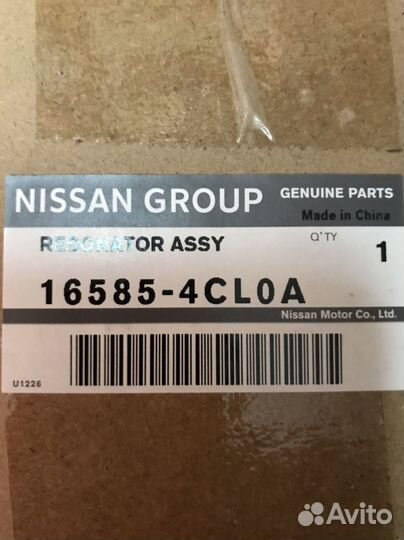 NISSAN GROUP
GENUINE PARTS
Made in China
RESONATOR ASSY
Q'TY
1
16585-4CL0A
Nissan Motor Co., Ltd.
U1226
Avito